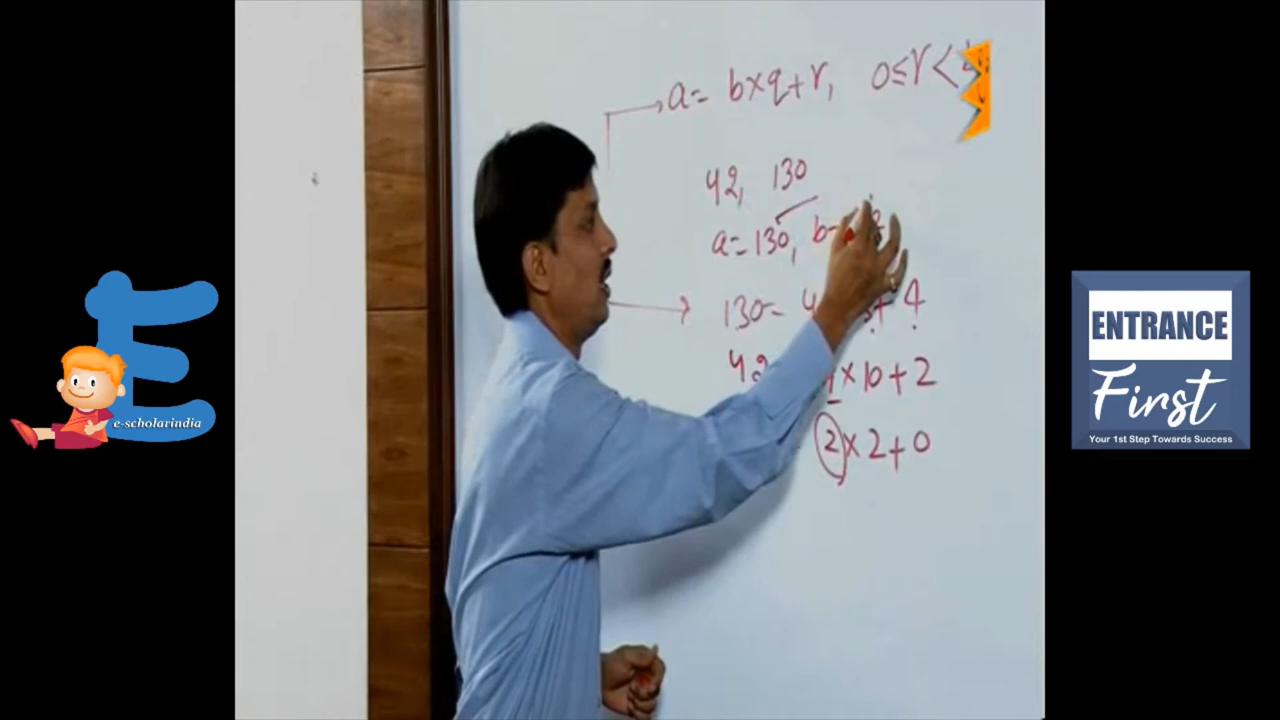 a = b×q+r, 0≤r<
42, 130
a=130, b=
130= 4 + 4
42 ×10+2
2×2+0
e-scholarindia
ENTRANCE
First
Your 1st Step Towards Success